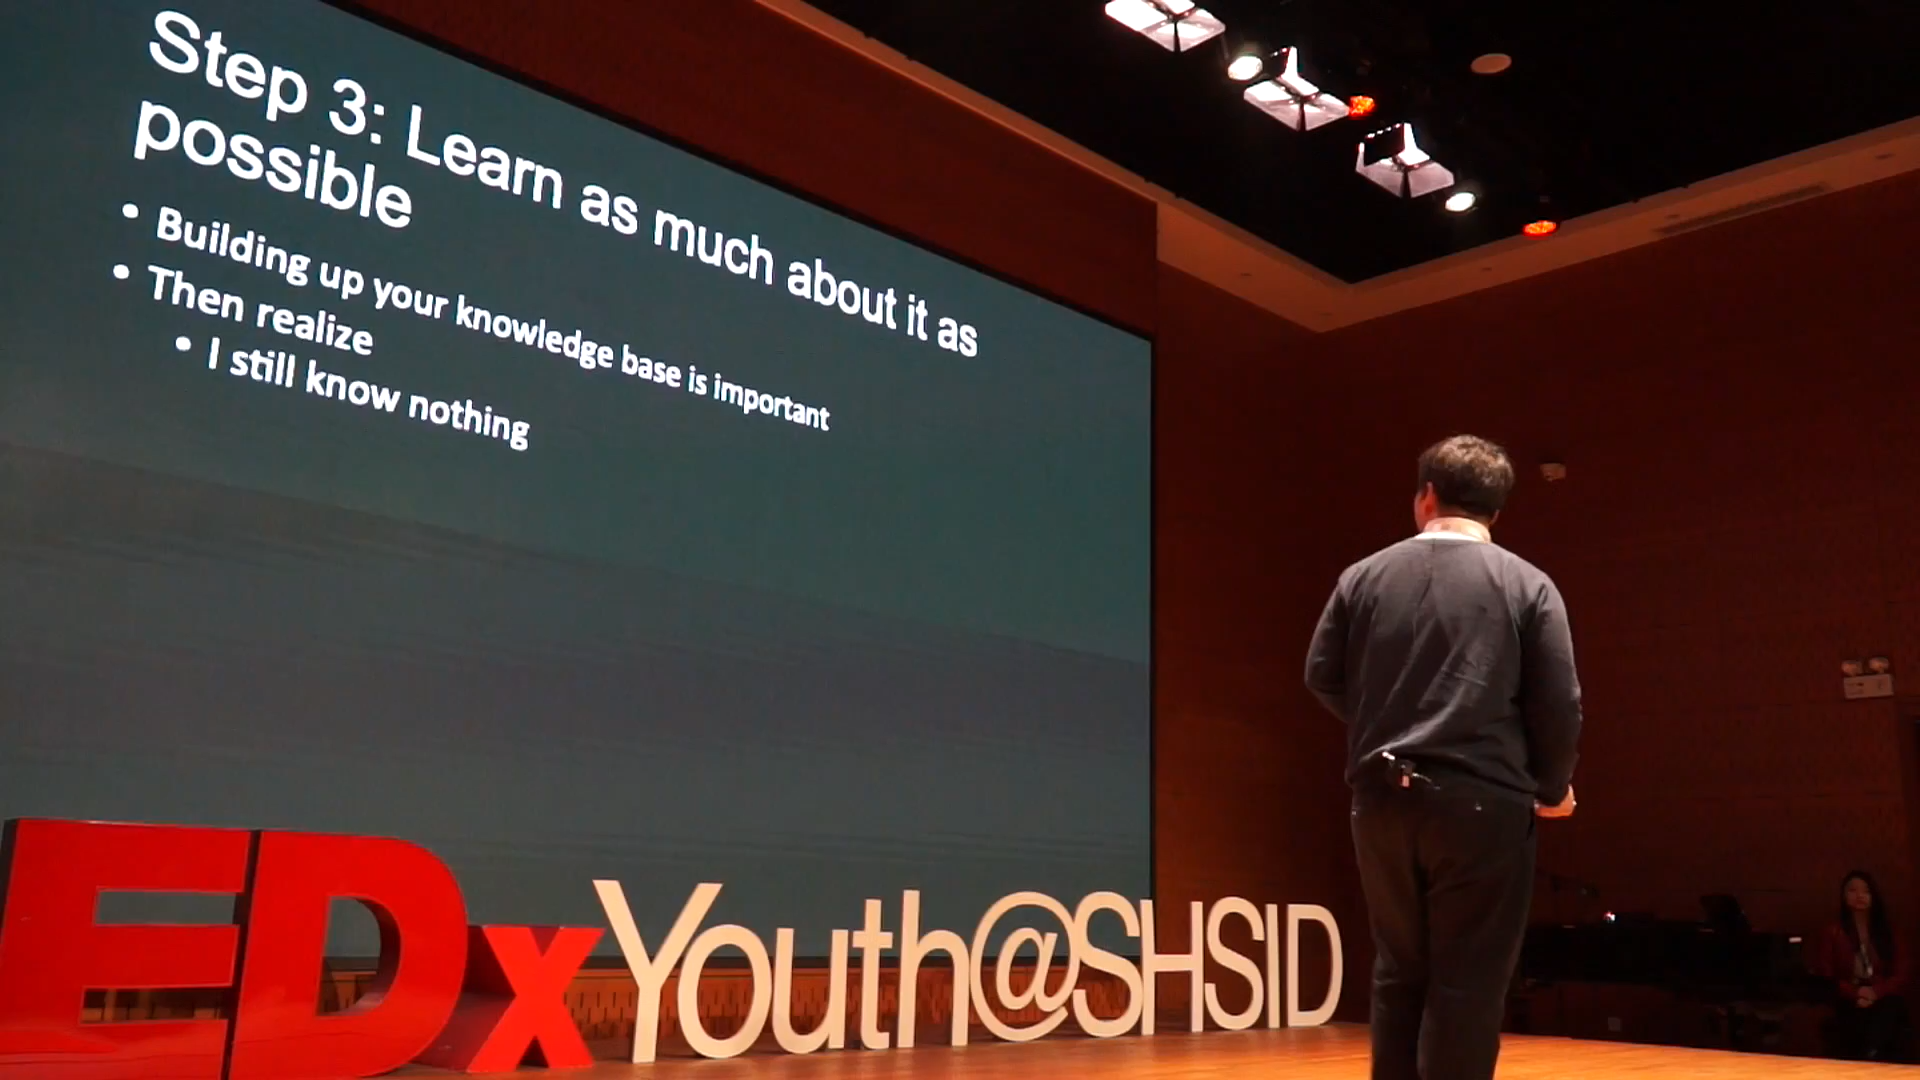 Step 3: Learn as much about it as
possible
• Building up your knowledge base is important
• Then realize
• I still know nothing
EDxYouth@SHSID